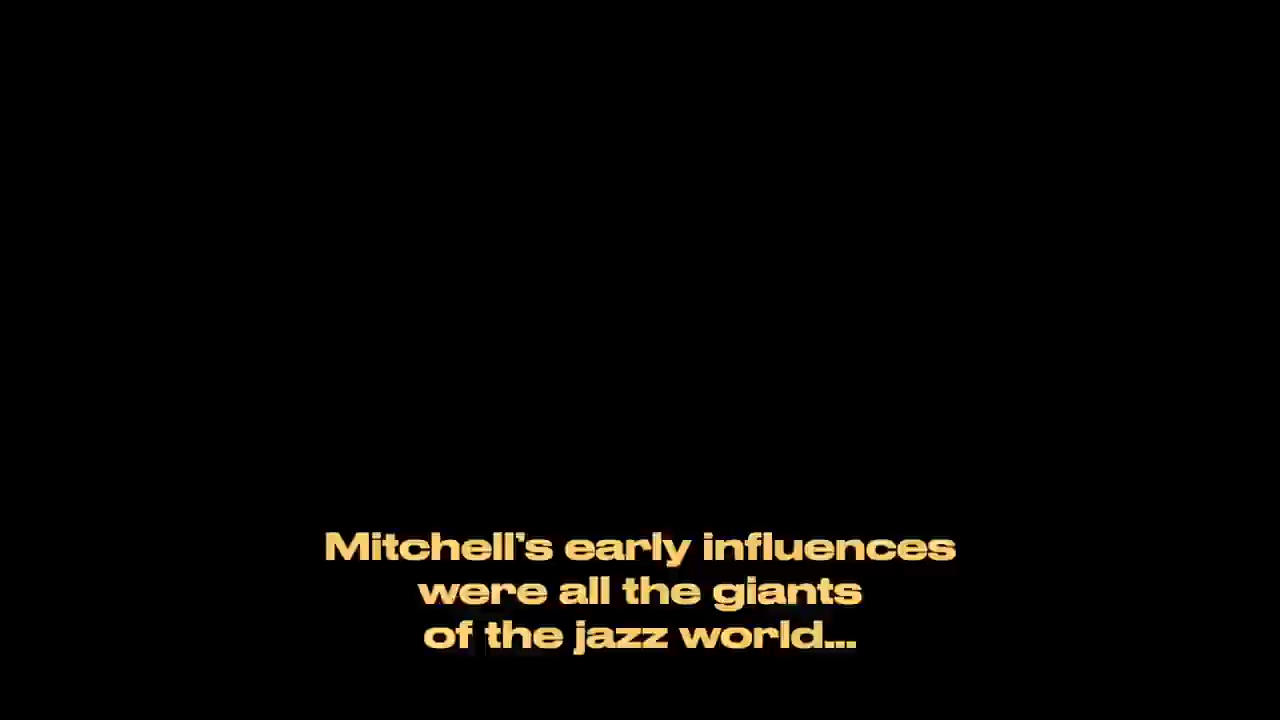 Mitchell's early influences
were all the giants
of the jazz world...